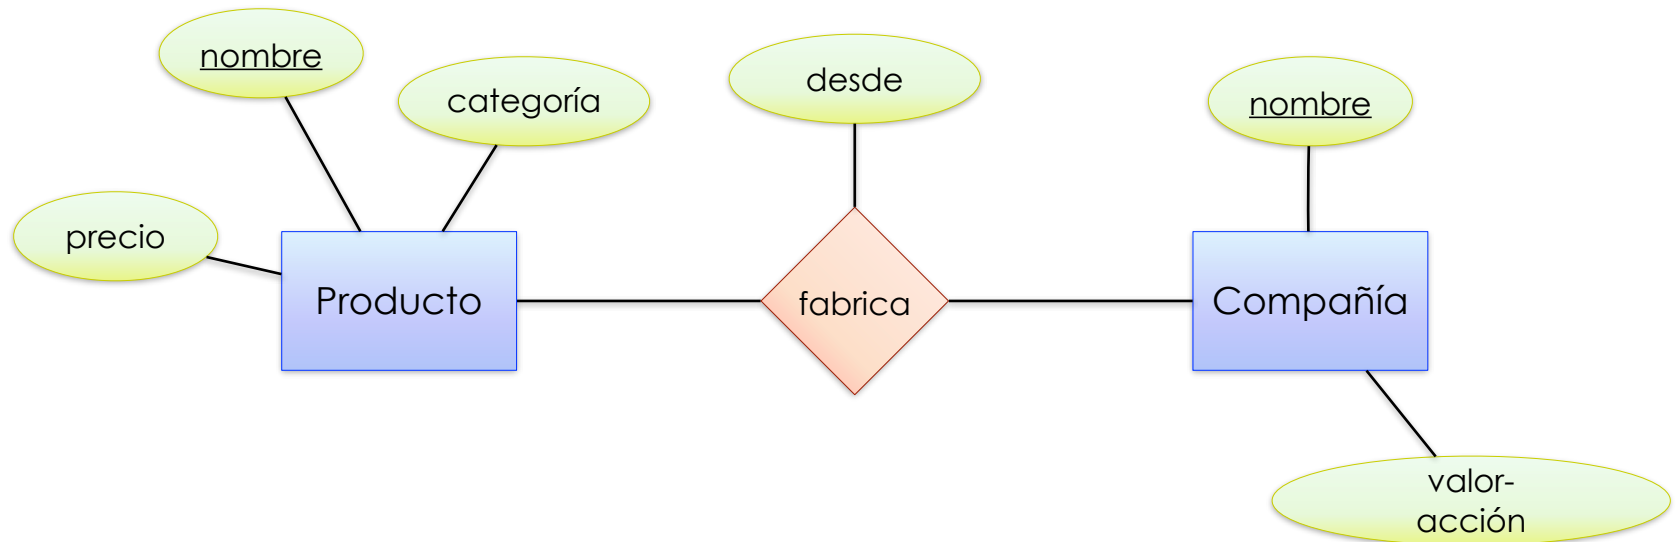 nombre
categoría
desde
nombre
precio
Producto
fabrica
Compañía
valor-
acción